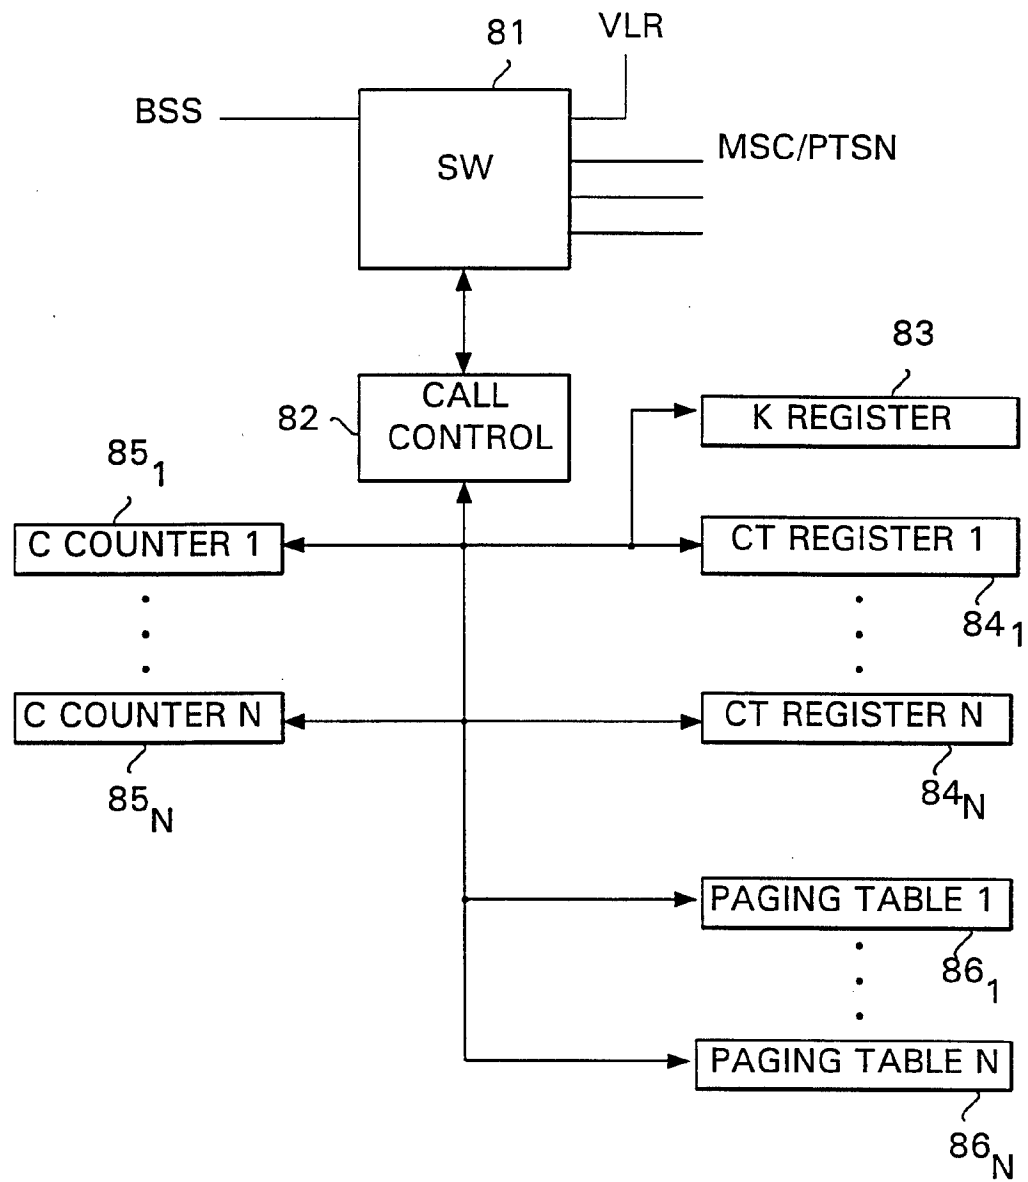 81
VLR
BSS
SW
MSC/PTSN
83
82
CALL
CONTROL
K REGISTER
85 1
C COUNTER 1
CT REGISTER 1
84 1
C COUNTER N
CT REGISTER N
85 N
84 N
PAGING TABLE 1
86 1
PAGING TABLE N
86 N